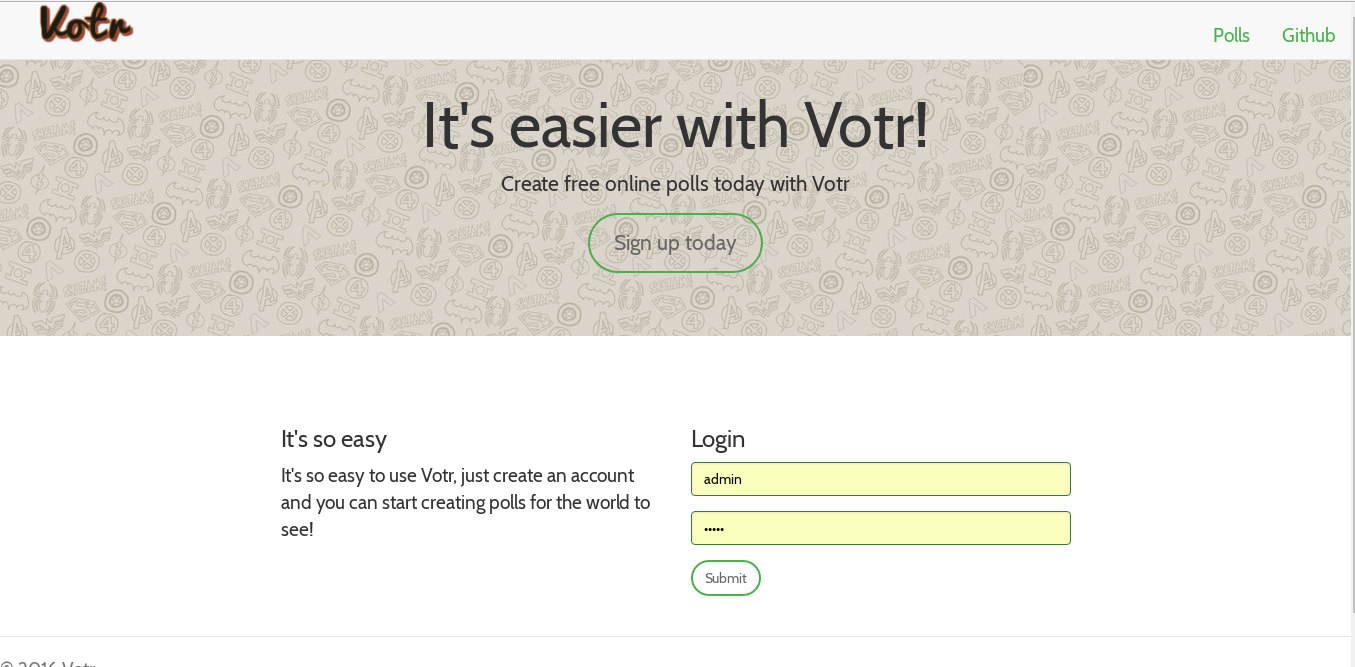 Votr
Polls
Github
It's easier with Votr!
Create free online polls today with Votr
Sign up today
It's so easy
It's so easy to use Votr, just create an account
and you can start creating polls for the world to
see!
Login
admin
•••••
Submit
© 2016 Votr